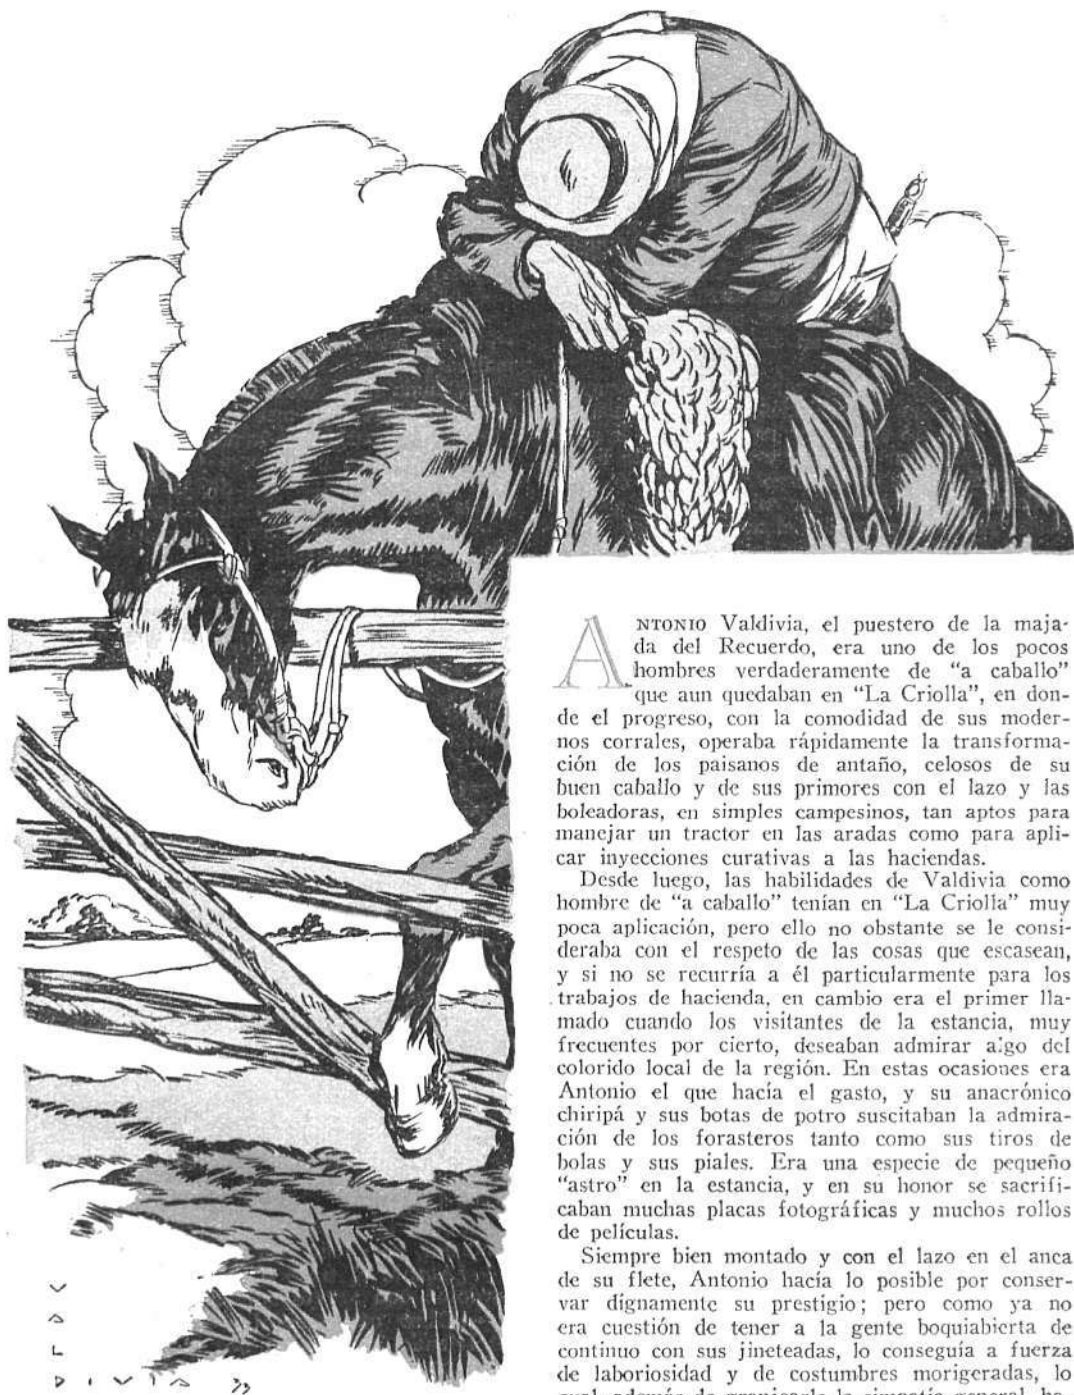 ANTONIO Valdivia, el puestero de la maja-
da del Recuerdo, era uno de los pocos
hombres verdaderamente de “a caballo”
que aun quedaban en “La Criolla”, en don-
de el progreso, con la comodidad de sus moder-
nos corrales, operaba rápidamente la transforma-
ción de los paisanos de antaño, celosos de su
buen caballo y de sus primores con el lazo y las
boleadoras, en simples campesinos, tan aptos para
manejar un tractor en las aradas como para apli-
car inyecciones curativas a las haciendas.
Desde luego, las habilidades de Valdivia como
hombre de “a caballo” tenían en “La Criolla” muy
poca aplicación, pero ello no obstante se le consi-
deraba con el respeto de las cosas que escasean,
y si no se recurría a él particularmente para los
trabajos de hacienda, en cambio era el primer lla-
mado cuando los visitantes de la estancia, muy
frecuentes por cierto, deseaban admirar algo del
colorido local de la región. En estas ocasiones era
Antonio el que hacía el gasto, y su anacrónico
chiripá y sus botas de potro suscitaban la admira-
ción de los forasteros tanto como sus tiros de
bolas y sus piales. Era una especie de pequeño
“astro” en la estancia, y en su honor se sacrifi-
caban muchas placas fotográficas y muchos rollos
de películas.
Siempre bien montado y con el lazo en el anca
de su flete, Antonio hacía lo posible por conser-
var dignamente su prestigio; pero como ya no
era cuestión de tener a la gente boquiabierta de
continuo con sus jineteadas, lo conseguía a fuerza
de laboriosidad y de costumbres morigeradas, lo
VALDIVIA